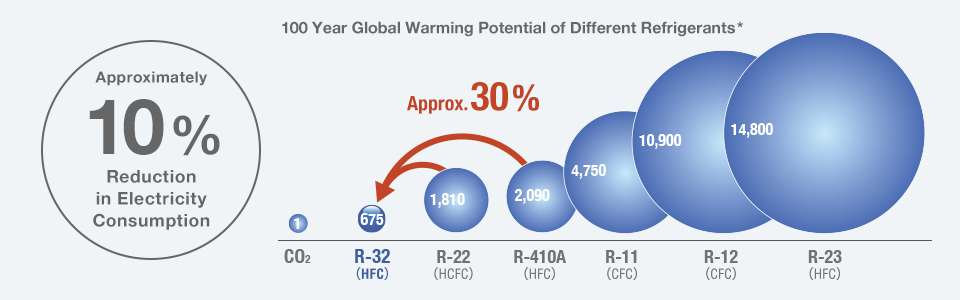 100 Year Global Warming Potential of Different Refrigerants*
Approximately
10%
Reduction
in Electricity
Consumption
Approx. 30%
1
675
1,810
2,090
4,750
10,900
14,800
CO₂
R-32
(HFC)
R-22
(HCFC)
R-410A
(HFC)
R-11
(CFC)
R-12
(CFC)
R-23
(HFC)